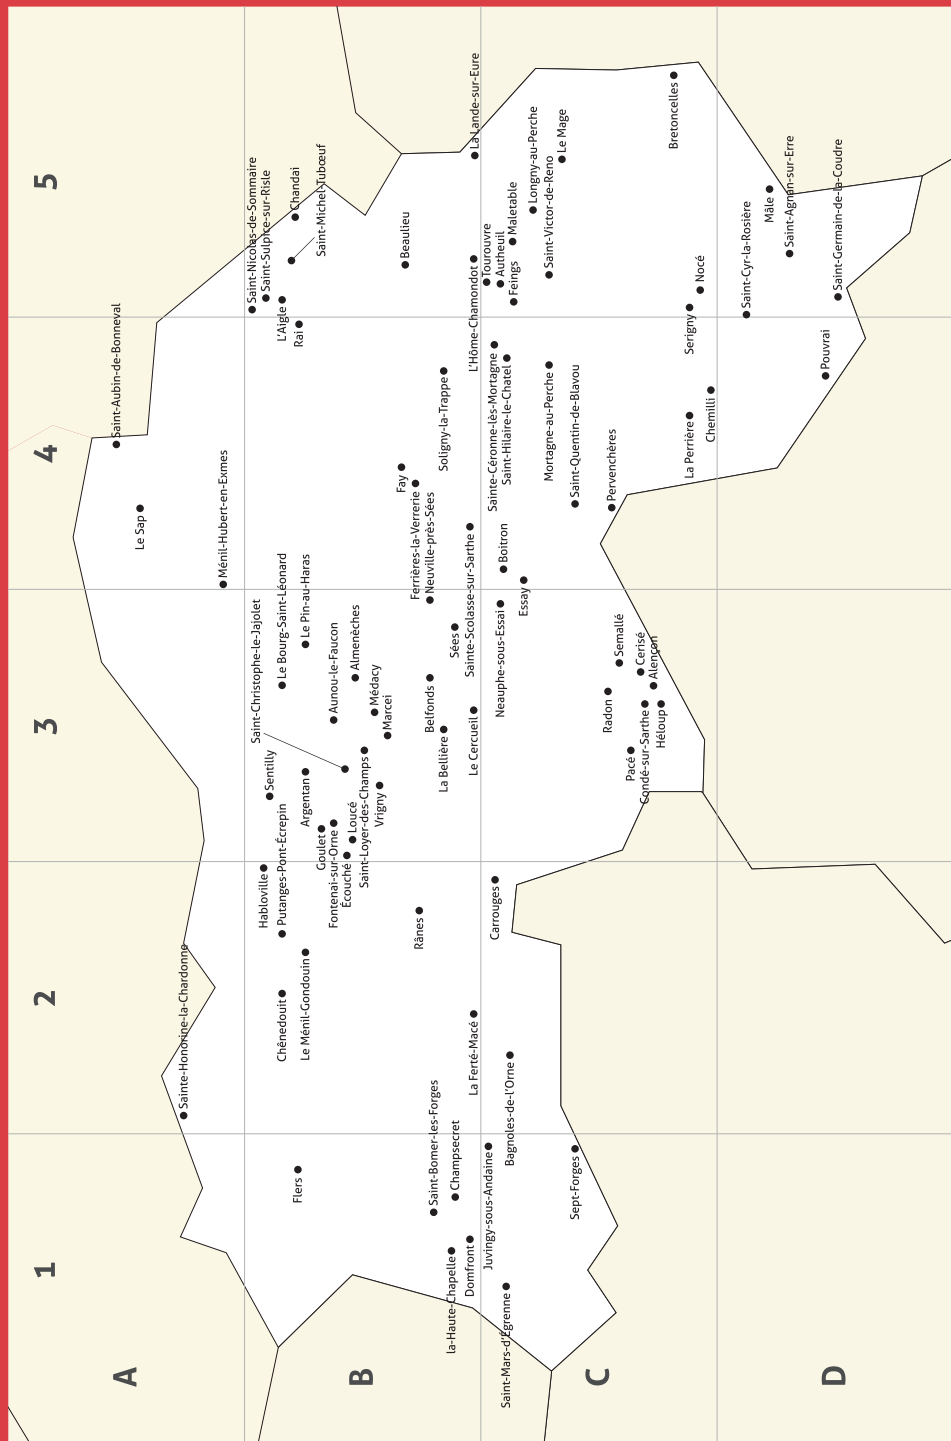 A
B
C
D
1
2
3
4
5
Saint-Aubin-de-Bonneval
Le Sap
Ménil-Hubert-en-Exmes
Sainte-Honorine-la-Chardonne
Saint-Nicolas-de-Sommaire
Saint-Sulpice-sur-Risle
L'Aigle
Rai
Chandai
Saint-Michel-Tubœuf
Beaulieu
La Lande-sur-Eure
L'Hôme-Chamondot
Tourouvre
Autheuil
Feings
Maletable
Longny-au-Perche
Saint-Victor-de-Reno
Le Mage
Bretoncelles
Mâle
Saint-Agnan-sur-Erre
Saint-Germain-de-la-Coudre
Saint-Cyr-la-Rosière
Nocé
Serigny
Pouvrai
Chemilli
La Perrière
Soligny-la-Trappe
Sainte-Céronne-lès-Mortagne
Saint-Hilaire-le-Chatel
Mortagne-au-Perche
Saint-Quentin-de-Blavou
Pervenchères
Fay
Ferrières-la-Verrerie
Neuville-près-Sées
Sainte-Scolasse-sur-Sarthe
Boitron
Essay
Neauphe-sous-Essai
Sées
Le Bourg-Saint-Léonard
Le Pin-au-Haras
Saint-Christophe-le-Jajolet
Aunou-le-Faucon
Almenèches
Médacy
Marcei
Belfonds
La Bellière
Le Cercueil
Semallé
Cerisé
Alençon
Radon
Pacé
Condé-sur-Sarthe
Héloup
Sentilly
Argentan
Goulet
Fontenai-sur-Orne
Écouché
Loucé
Saint-Loyer-des-Champs
Vrigny
Habloville
Putanges-Pont-Écrepin
Le Ménil-Gondouin
Chênedouit
Rânes
Carrouges
La Ferté-Macé
Bagnoles-de-l'Orne
Flers
Saint-Bomer-les-Forges
Champsecret
la-Haute-Chapelle
Domfront
Juvingy-sous-Andaine
Sept-Forges
Saint-Mars-d'Égrenne